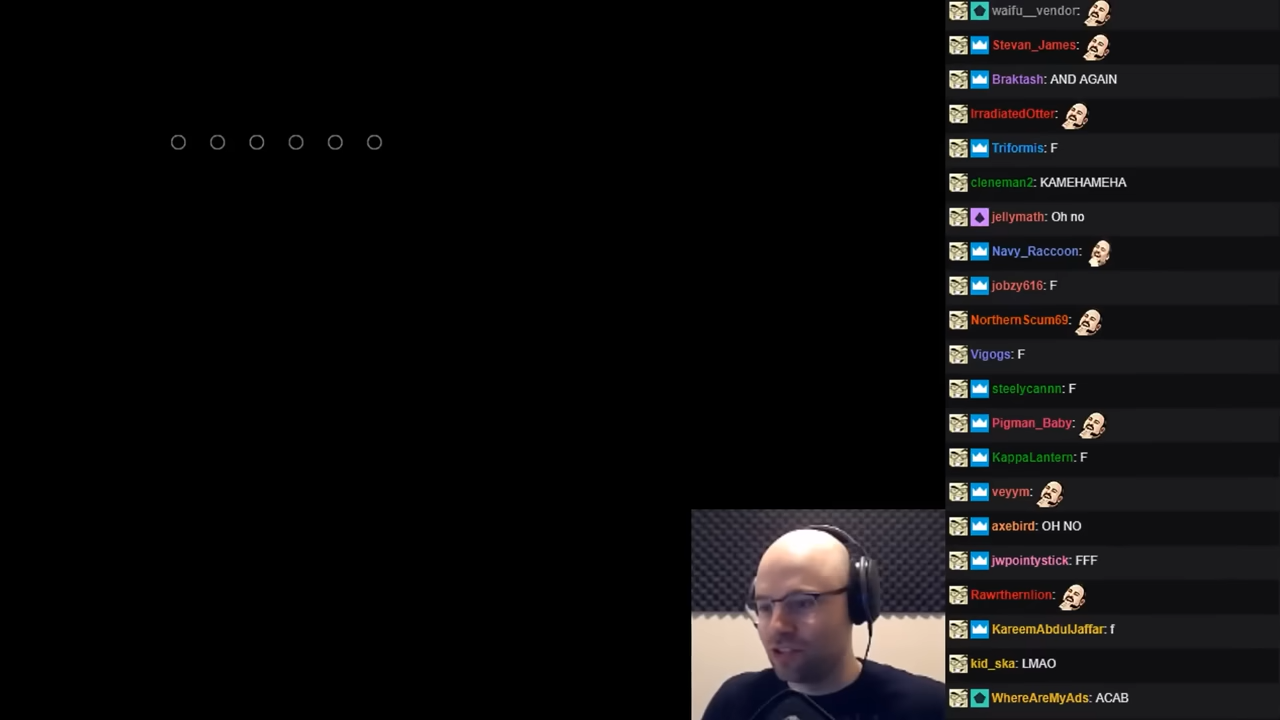 waifu__vendor:
Stevan_James:
Braktash: AND AGAIN
IrradiatedOtter:
Triformis: F
cleneman2: KAMEHAMEHA
jellymath: Oh no
Navy_Raccoon:
jobzy616: F
NorthernScum69:
Vigogs: F
steelycannn: F
Pigman_Baby:
KappaLantern: F
veyym:
axebird: OH NO
jwpointystick: FFF
Rawrthernlion:
KareemAbdulJaffar: f
kid_ska: LMAO
WhereAreMyAds: ACAB